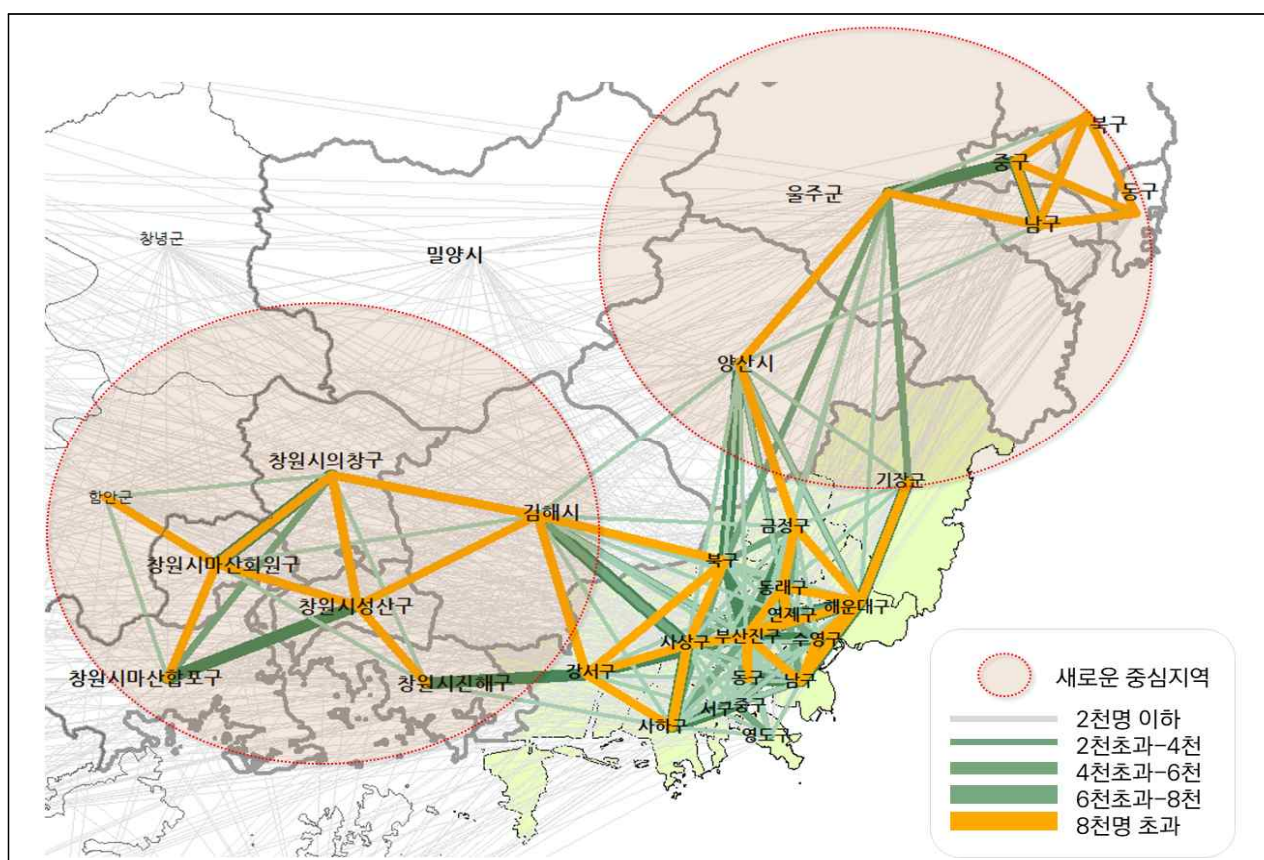 북구
중구
동구
울주군
남구
창녕군
밀양시
양산시
창원시의창구
기장군
함안군
김해시
금정구
창원시마산회원구
북구
동래구
창원시성산구
연제구
해운대구
사상구
부산진구
수영구
창원시마산합포구
창원시진해구
강서구
동구
남구
서구
중구
사하구
영도구
새로운 중심지역
2천명 이하
2천초과-4천
4천초과-6천
6천초과-8천
8천명 초과